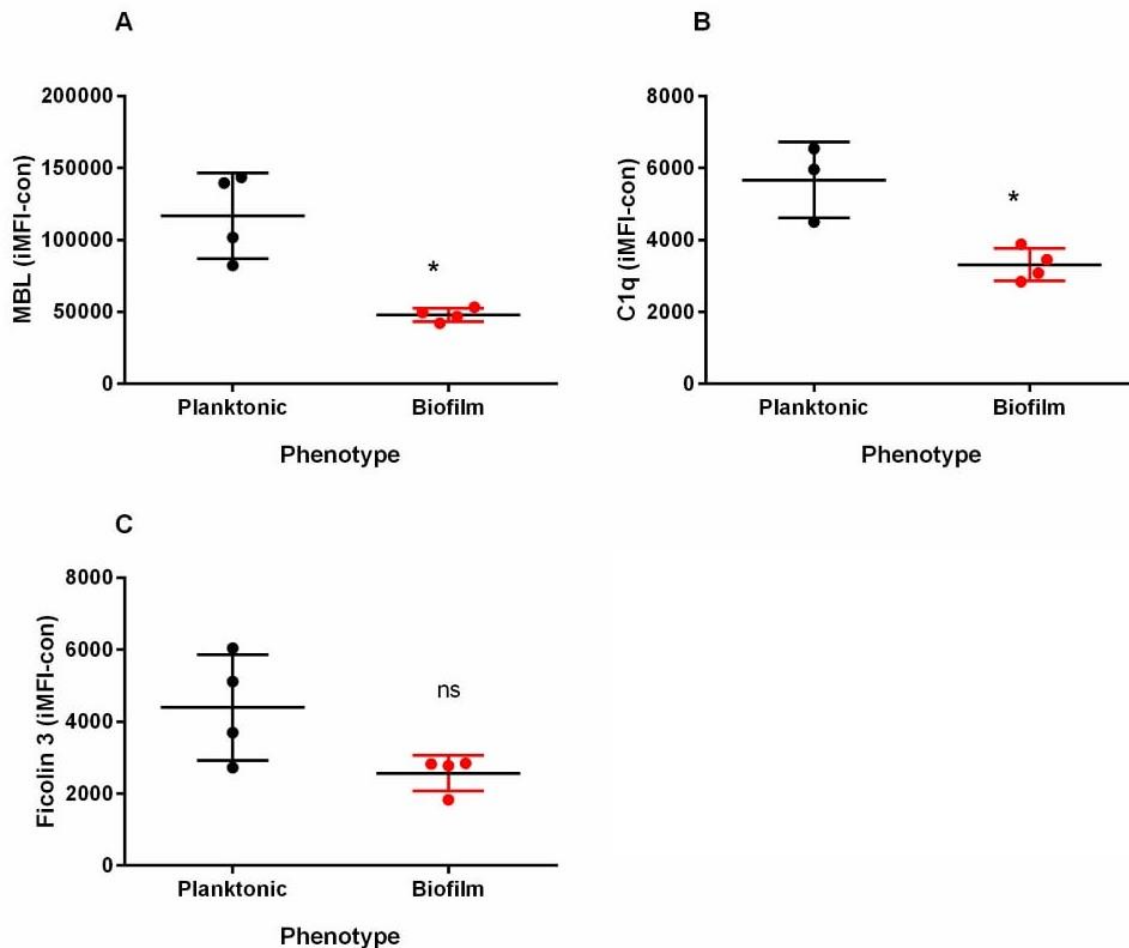 A
MBL (iMFI-con)
200000
150000
100000
50000
0
*
Planktonic
Biofilm
Phenotype
B
C1q (iMFI-con)
8000
6000
4000
2000
0
*
Planktonic
Biofilm
Phenotype
C
Ficolin 3 (iMFI-con)
8000
6000
4000
2000
0
ns
Planktonic
Biofilm
Phenotype